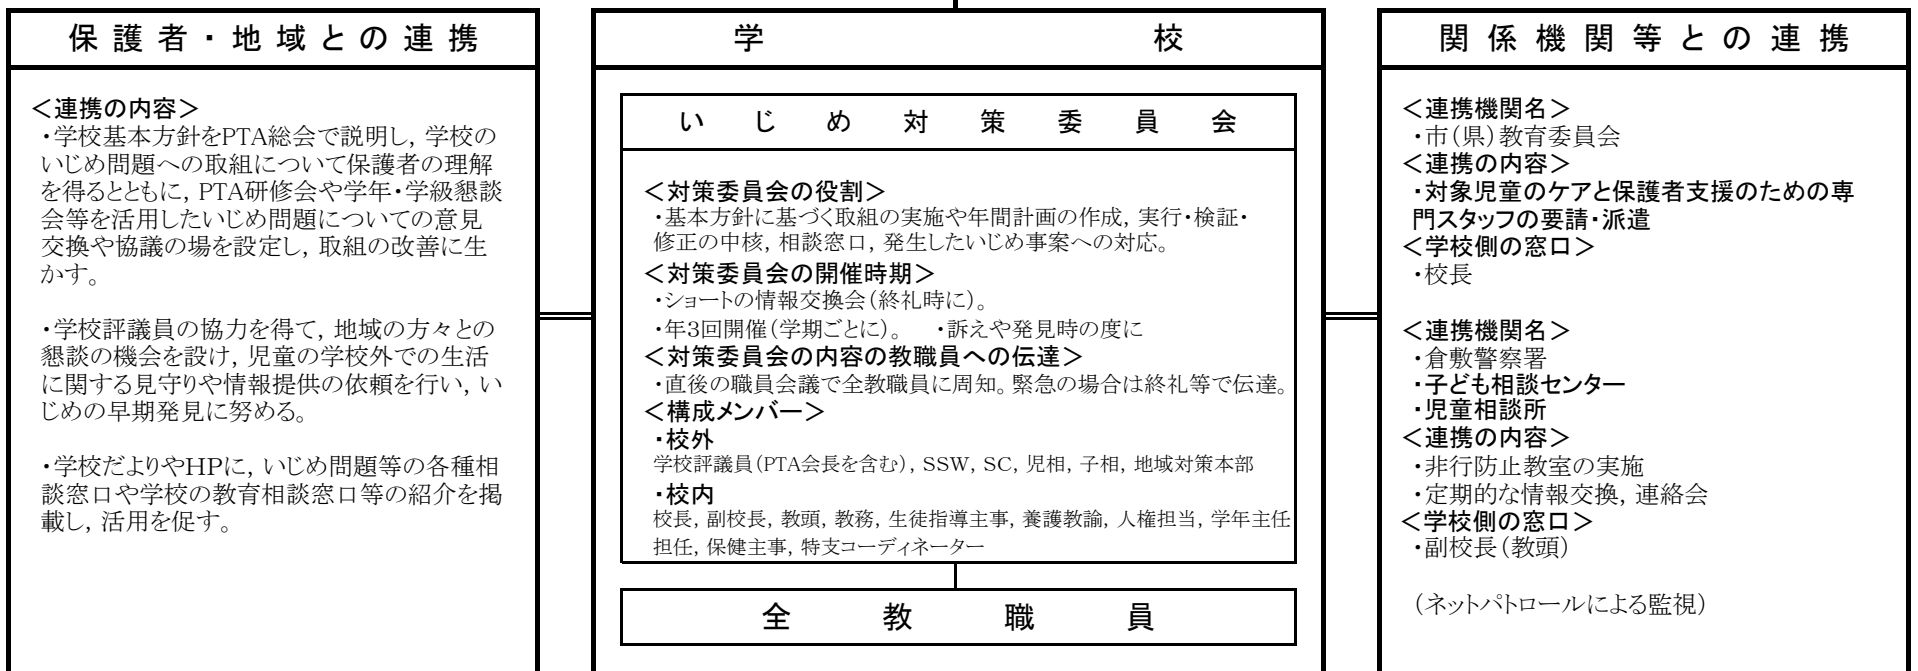 保護者・地域との連携
＜連携の内容＞
・学校基本方針をPTA総会で説明し，学校の
いじめ問題への取組について保護者の理解
を得るとともに，PTA研修会や学年・学級懇談
会等を活用したいじめ問題についての意見
交換や協議の場を設定し，取組の改善に生
かす。
・学校評議員の協力を得て，地域の方々との
懇談の機会を設け，児童の学校外での生活
に関する見守りや情報提供の依頼を行い，い
じめの早期発見に努める。
・学校だよりやHPに，いじめ問題等の各種相
談窓口や学校の教育相談窓口等の紹介を掲
載し，活用を促す。
学校
いじめ対策委員会
＜対策委員会の役割＞
・基本方針に基づく取組の実施や年間計画の作成，実行・検証・
修正の中核，相談窓口，発生したいじめ事案への対応。
＜対策委員会の開催時期＞
・ショートの情報交換会（終礼時に）。
・年3回開催（学期ごとに）。　・訴えや発見時の度に
＜対策委員会の内容の教職員への伝達＞
・直後の職員会議で全教職員に周知。緊急の場合は終礼等で伝達。
＜構成メンバー＞
・校外
学校評議員（PTA会長を含む），SSW，SC，児相，子相，地域対策本部
・校内
校長，副校長，教頭，教務，生徒指導主事，養護教諭，人権担当，学年主任
担任，保健主事，特支コーディネーター
全教職員
関係機関等との連携
＜連携機関名＞
・市（県）教育委員会
＜連携の内容＞
・対象児童のケアと保護者支援のための専
門スタッフの要請・派遣
＜学校側の窓口＞
・校長
＜連携機関名＞
・倉敷警察署
・子ども相談センター
・児童相談所
＜連携の内容＞
・非行防止教室の実施
・定期的な情報交換，連絡会
＜学校側の窓口＞
・副校長（教頭）
（ネットパトロールによる監視）